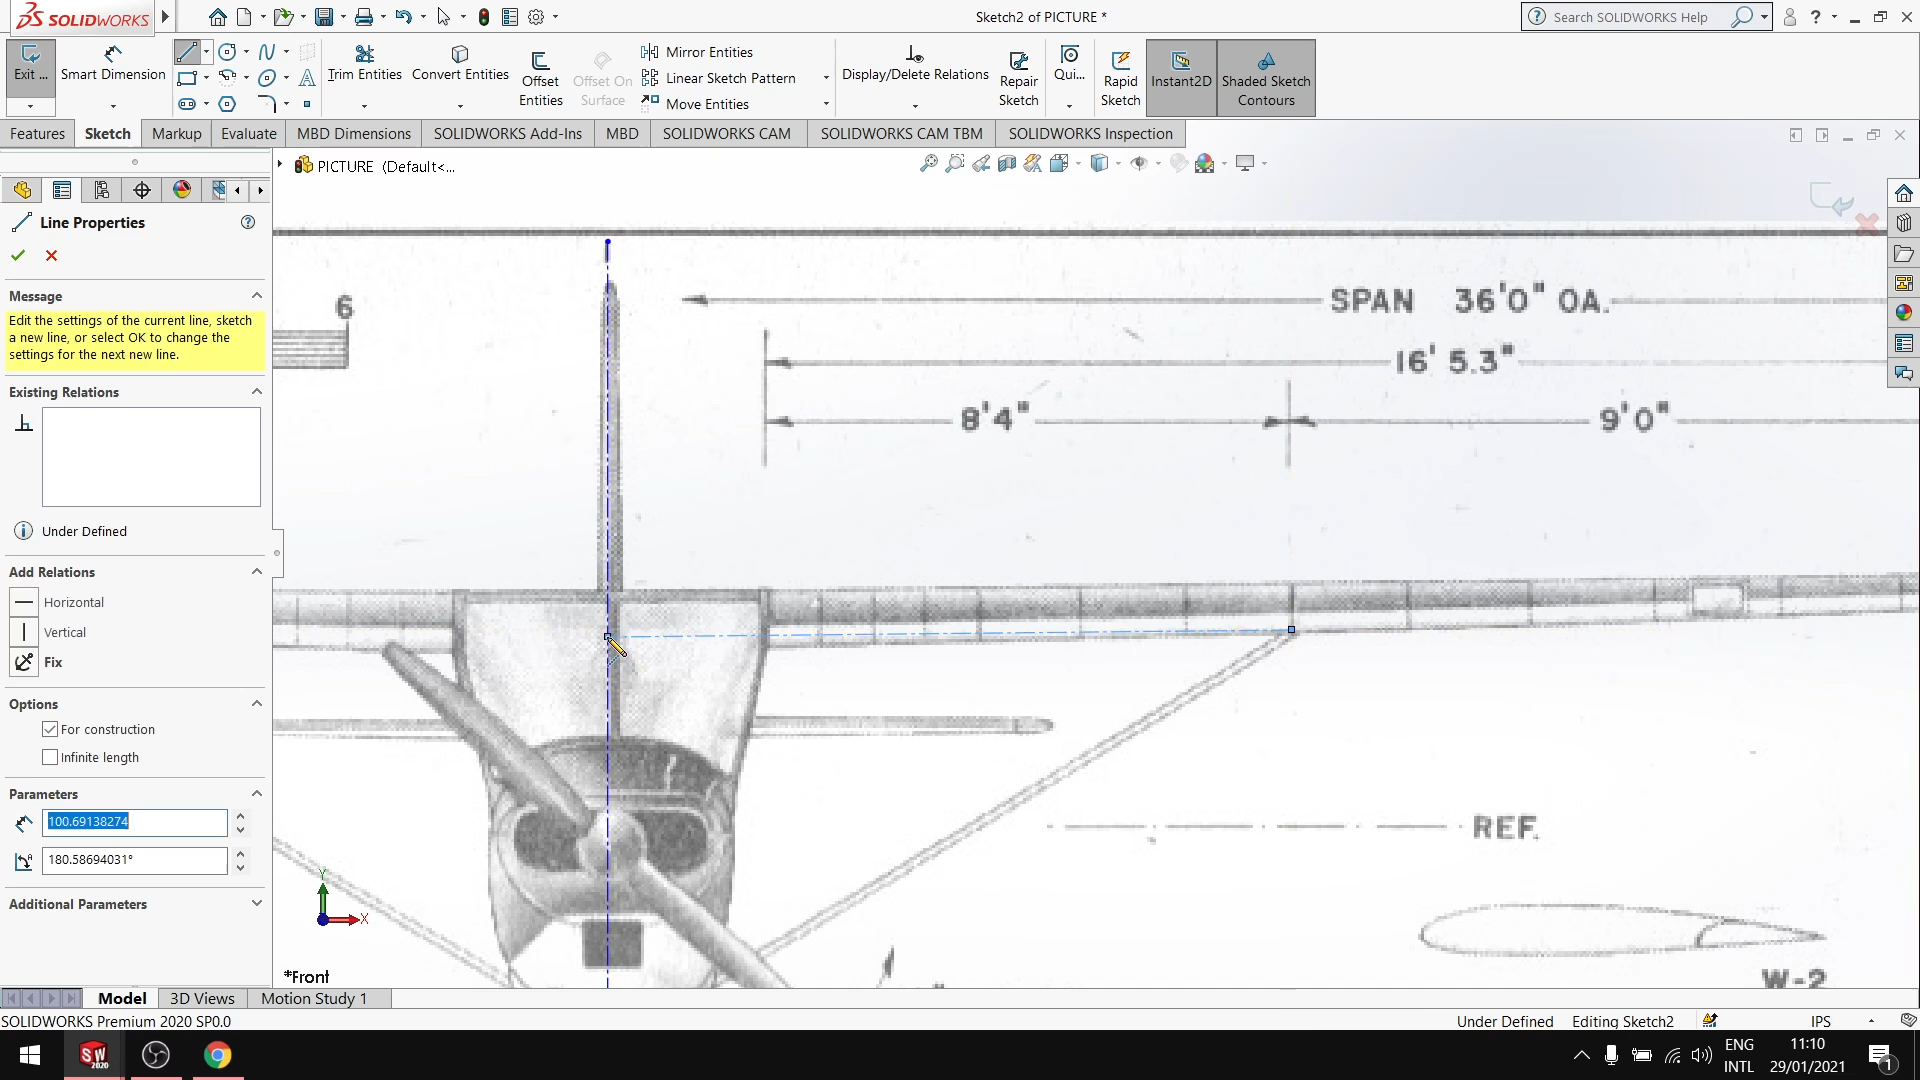 SOLIDWORKS
Sketch2 of PICTURE *
Search SOLIDWORKS Help
Exit ...
Smart Dimension
Trim Entities
Convert Entities
Offset
Entities
Offset On
Surface
Mirror Entities
Linear Sketch Pattern
Move Entities
Display/Delete Relations
Repair
Sketch
Qui...
Rapid
Sketch
Instant2D
Shaded Sketch
Contours
Features
Sketch
Markup
Evaluate
MBD Dimensions
SOLIDWORKS Add-Ins
MBD
SOLIDWORKS CAM
SOLIDWORKS CAM TBM
SOLIDWORKS Inspection
PICTURE (Default<...
Line Properties
Message
Edit the settings of the current line, sketch
a new line, or select OK to change the
settings for the next new line.
Existing Relations
Under Defined
Add Relations
Horizontal
Vertical
Fix
Options
For construction
Infinite length
Parameters
100.69138274
180.58694031°
Additional Parameters
6
SPAN 36'0" OA.
16' 5.3"
8'4"
9'0"
REF.
W-2
Y
X
*Front
Model
3D Views
Motion Study 1
SOLIDWORKS Premium 2020 SP0.0
Under Defined
Editing Sketch2
IPS
SW
2020
ENG
INTL
11:10
29/01/2021
1